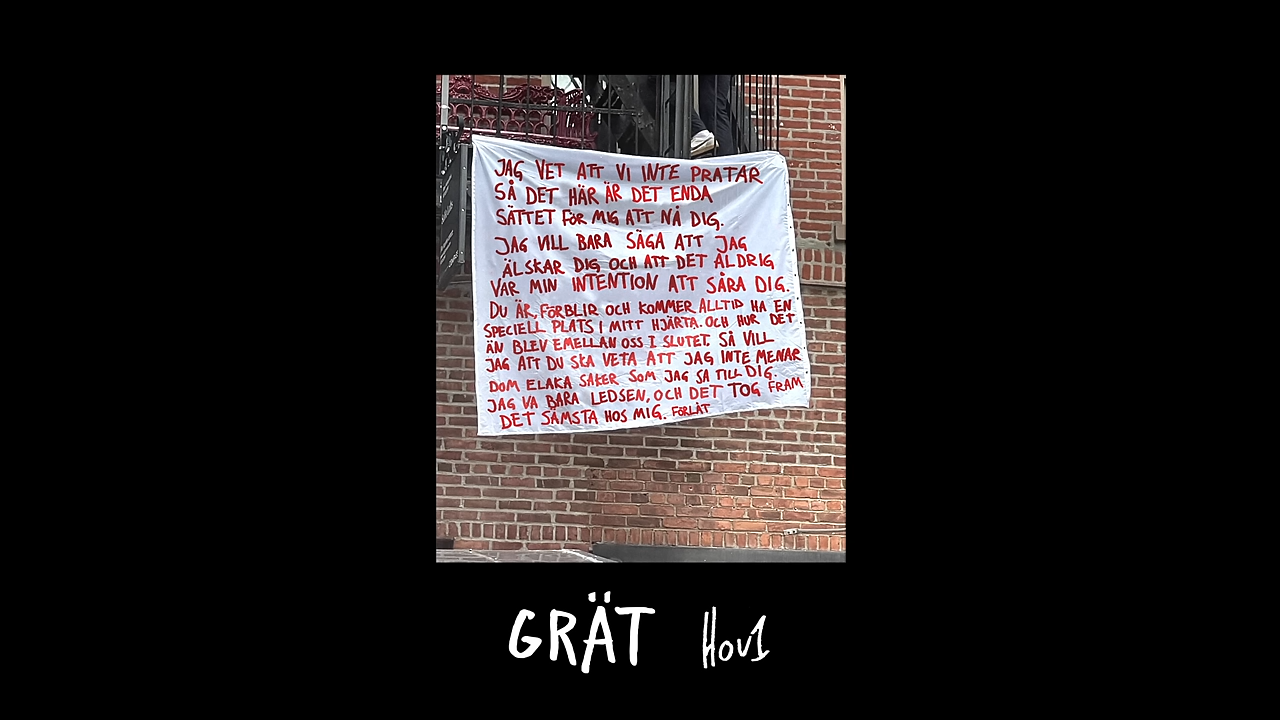 JAG VET ATT VI INTE PRATAR
SÅ DET HÄR ÄR DET ENDA
SÄTTET FÖR MIG ATT NÅ DIG.
JAG VILL BARA SÄGA ATT JAG
ÄLSKAR DIG OCH ATT DET ALDRIG
VAR MIN INTENTION ATT SÅRA DIG.
DU ÄR, FÖRBLIR OCH KOMMER ALLTID HA EN
SPECIELL PLATS I MITT HJÄRTA. OCH HUR DET
ÄN BLEV EMELLAN OSS I SLUTET. SÅ VILL
JAG ATT DU SKA VETA ATT JAG INTE MENAR
DOM ELAKA SAKER SOM JAG SA TILL DIG.
JAG VA BARA LEDSEN, OCH DET TOG FRAM
DET SÄMSTA HOS MIG. FÖRLÅT
GRÄT Hov1